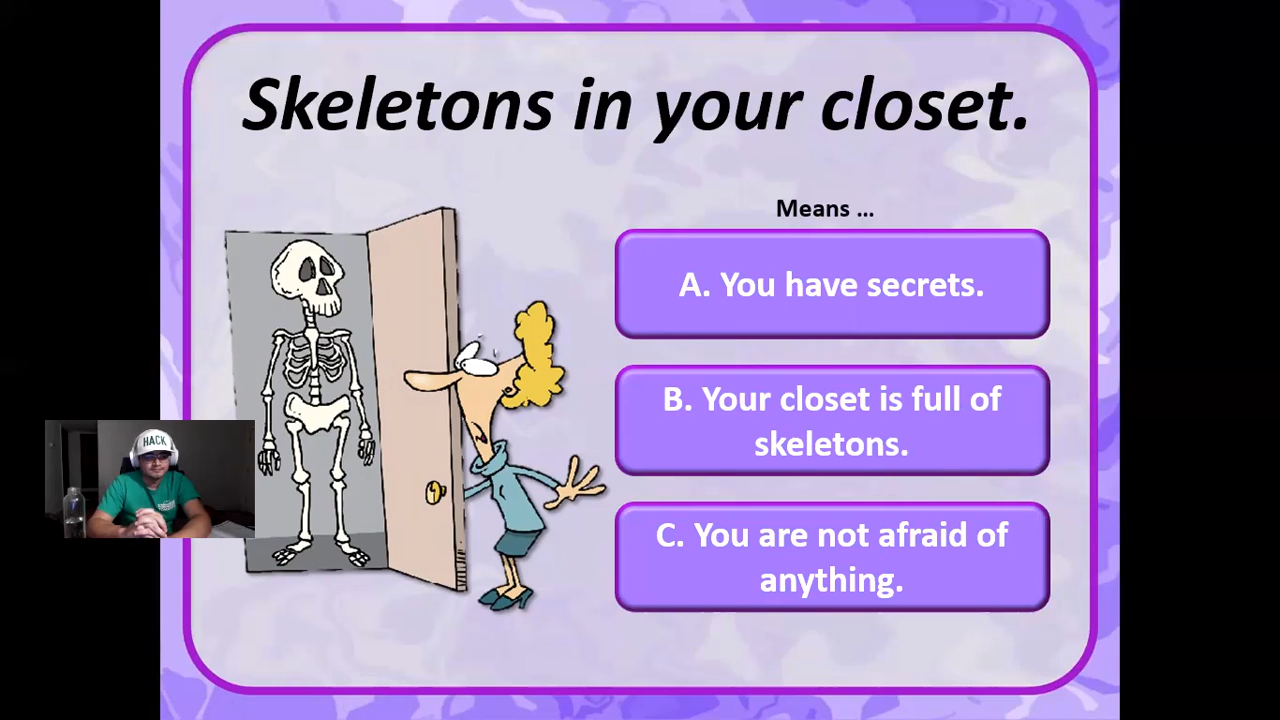 Skeletons in your closet.
Means ...
A. You have secrets.
B. Your closet is full of
skeletons.
C. You are not afraid of
anything.
HACK